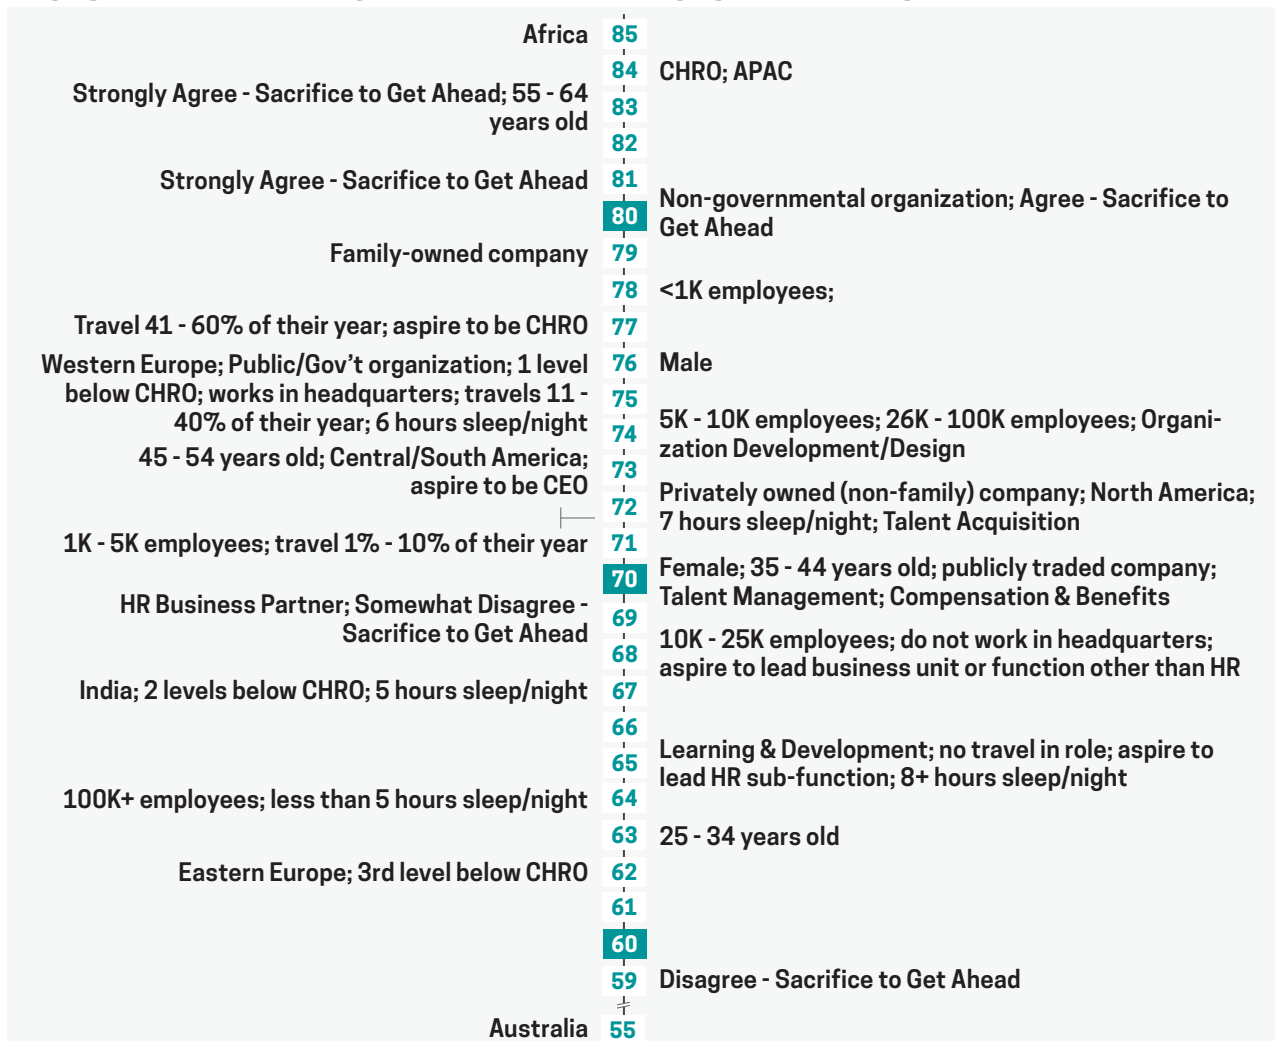 Africa 85
84 CHRO; APAC
Strongly Agree - Sacrifice to Get Ahead; 55 - 64
years old
83
82
Strongly Agree - Sacrifice to Get Ahead 81
Non-governmental organization; Agree - Sacrifice to
Get Ahead
80
Family-owned company 79
78 <1K employees;
Travel 41 - 60% of their year; aspire to be CHRO 77
Western Europe; Public/Gov’t organization; 1 level
below CHRO; works in headquarters; travels 11 -
40% of their year; 6 hours sleep/night
76 Male
75
5K - 10K employees; 26K - 100K employees; Organi-
zation Development/Design
74
45 - 54 years old; Central/South America;
aspire to be CEO
73
72
Privately owned (non-family) company; North America;
7 hours sleep/night; Talent Acquisition
1K - 5K employees; travel 1% - 10% of their year 71
70
Female; 35 - 44 years old; publicly traded company;
Talent Management; Compensation & Benefits
HR Business Partner; Somewhat Disagree -
Sacrifice to Get Ahead
69
68
10K - 25K employees; do not work in headquarters;
aspire to lead business unit or function other than HR
India; 2 levels below CHRO; 5 hours sleep/night 67
66
65
Learning & Development; no travel in role; aspire to
lead HR sub-function; 8+ hours sleep/night
100K+ employees; less than 5 hours sleep/night 64
63 25 - 34 years old
Eastern Europe; 3rd level below CHRO 62
61
60
59 Disagree - Sacrifice to Get Ahead
Australia 55